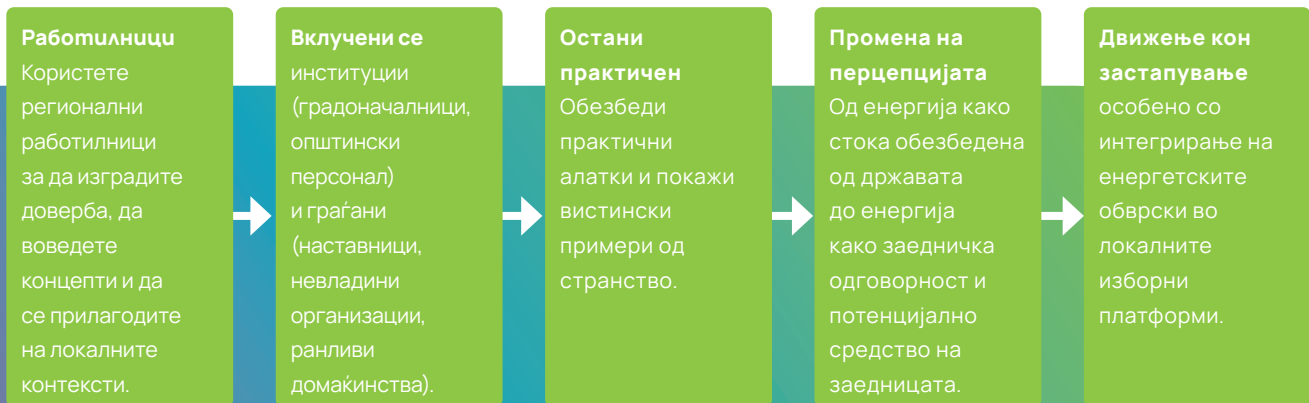 Работилници
Користете
регионални
работилници
за да изградите
доверба, да
воведете
концепти и да
се прилагодите
на локалните
контексти.
Вклучени се
институции
(градоначалници,
општински
персонал)
и граѓани
(наставници,
невладини
организации,
ранливи
домаќинства).
Остани
практичен
Обезбеди
практични
алатки и покажи
вистински
примери од
странство.
Промена на
перцепцијата
Од енергија како
стока обезбедена
од државата
до енергија
како заедничка
одговорност и
потенцијално
средство на
заедницата.
Движење кон
застапување
особено со
интегрирање на
енергетските
обврски во
локалните
изборни
платформи.